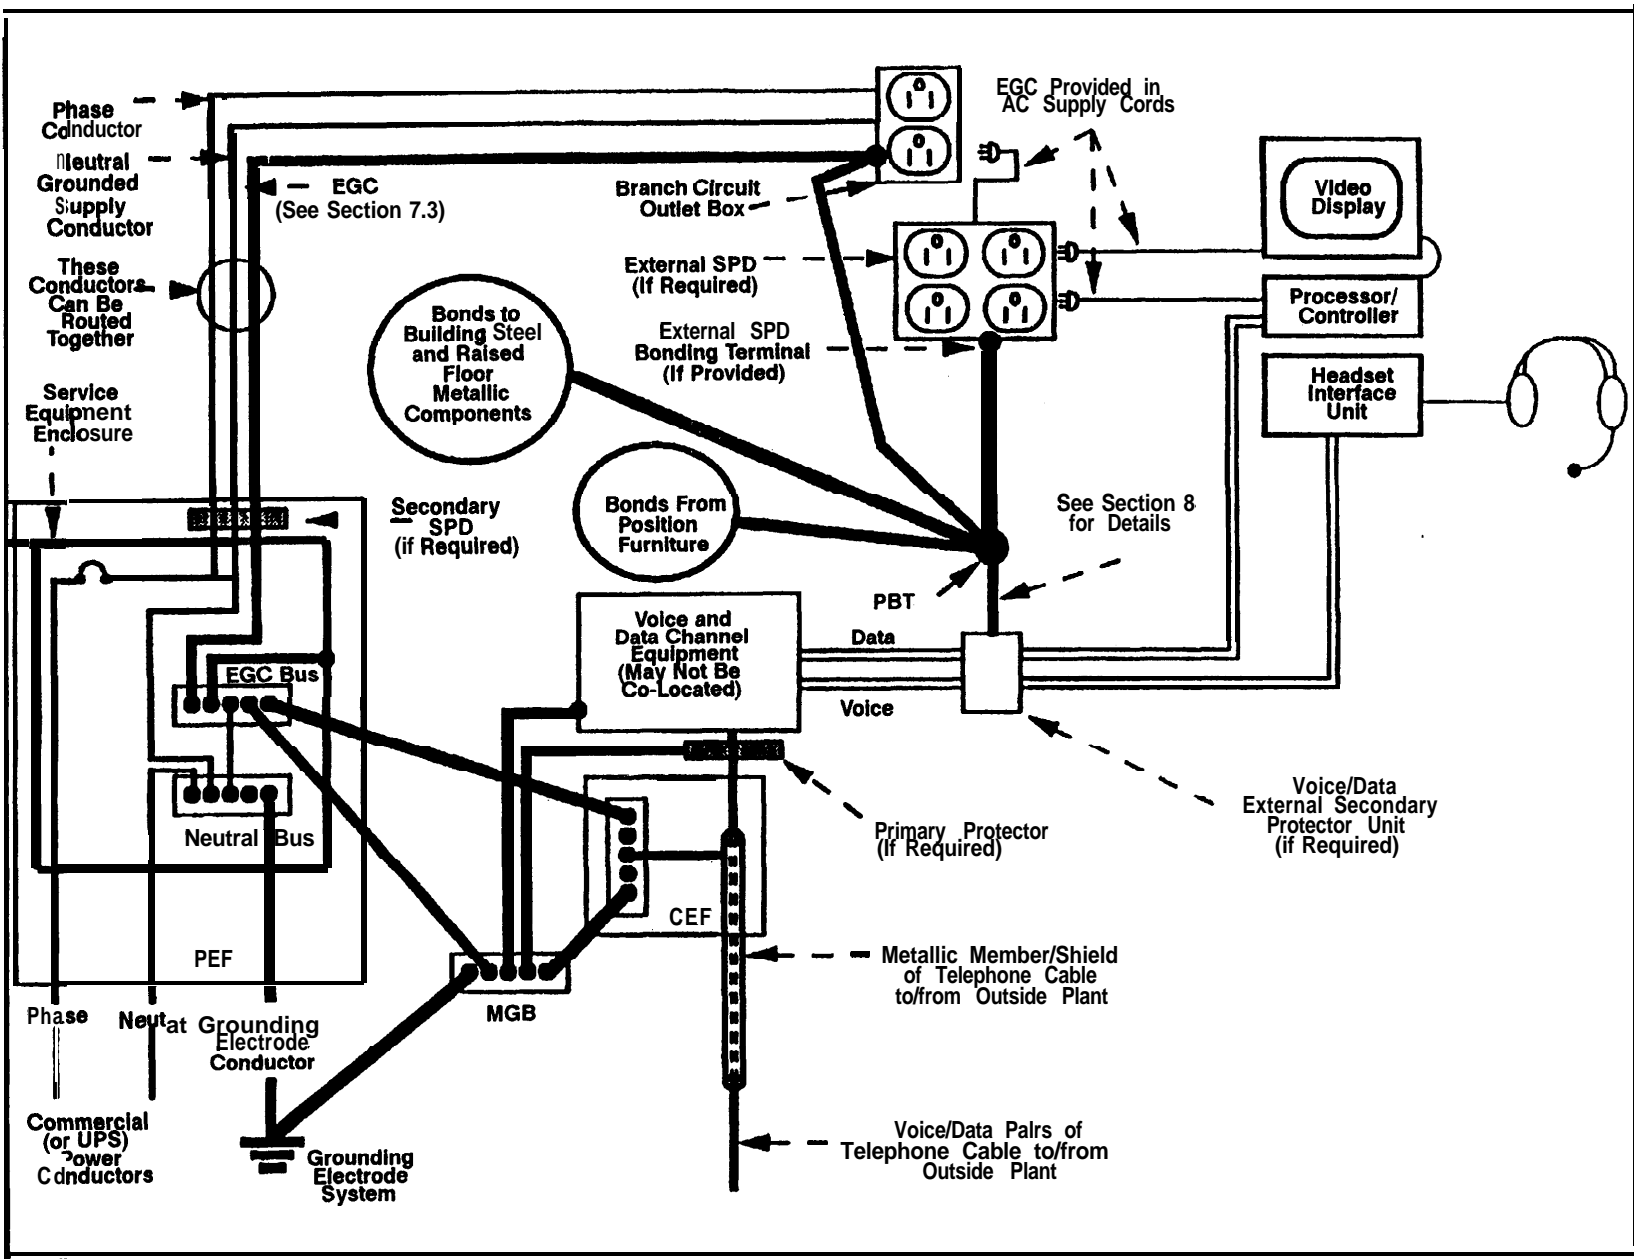 Phase
Conductor
Neutral
Grounded
Supply
Conductor
EGC
(See Section 7.3)
These
Conductors
Can Be
Routed
Together
Service
Equipment
Enclosure
Secondary
SPD
(if Required)
Bonds to
Building Steel
and Raised
Floor
Metallic
Components
Bonds From
Position
Furniture
Branch Circuit
Outlet Box
External SPD
(If Required)
External SPD
Bonding Terminal
(If Provided)
EGC Provided in
AC Supply Cords
Video
Display
Processor/
Controller
Headset
Interface
Unit
See Section 8
for Details
PBT
Voice and
Data Channel
Equipment
(May Not Be
Co-Located)
Data
Voice
EGC Bus
Neutral Bus
PEF
CEF
MGB
Primary Protector
(If Required)
Voice/Data
External Secondary
Protector Unit
(if Required)
Metallic Member/Shield
of Telephone Cable
to/from Outside Plant
Voice/Data Pairs of
Telephone Cable to/from
Outside Plant
Phase
Neut at Grounding
Electrode
Conductor
Commercial
(or UPS)
Power
Conductors
Grounding
Electrode
System